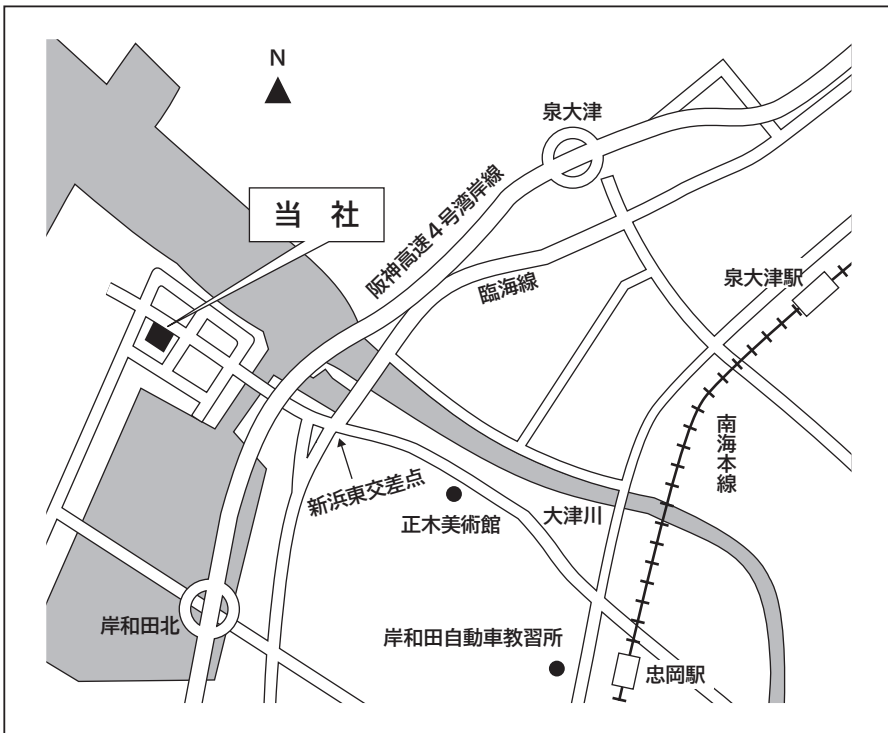 N
泉大津
当 社
阪神高速4号湾岸線
臨海線
泉大津駅
南海本線
新浜東交差点
正木美術館
大津川
岸和田北
岸和田自動車教習所
忠岡駅